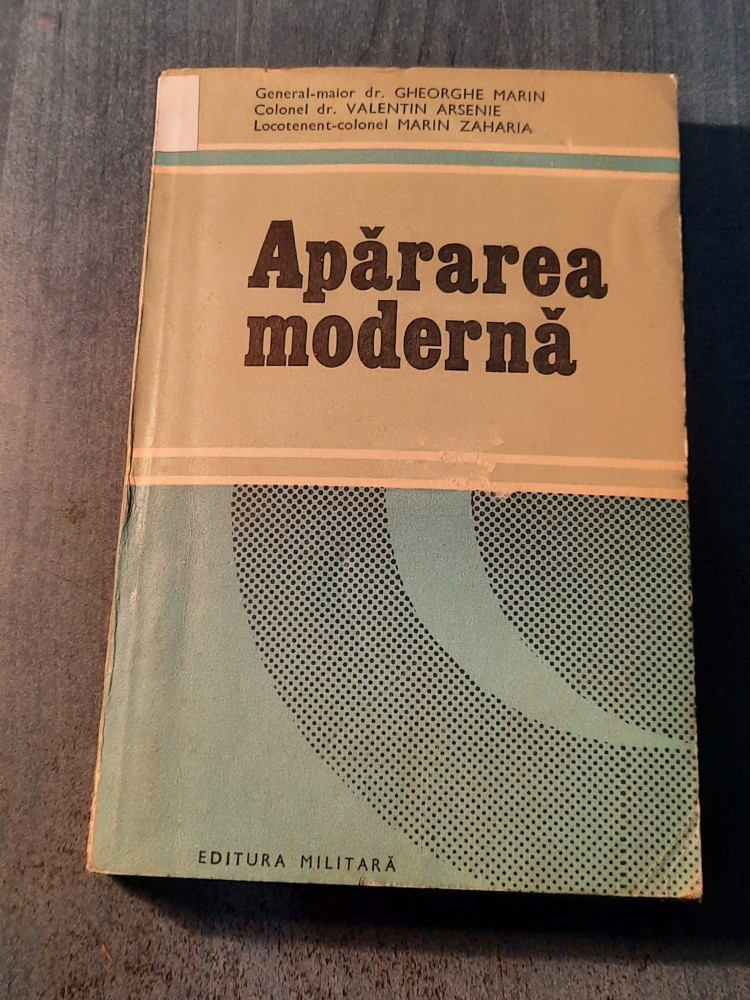 General-maior dr. GHEORGHE MARIN
Colonel dr. VALENTIN ARSENIE
Locotenent-colonel MARIN ZAHARIA
Apărarea
modernă
EDITURA MILITARĂ